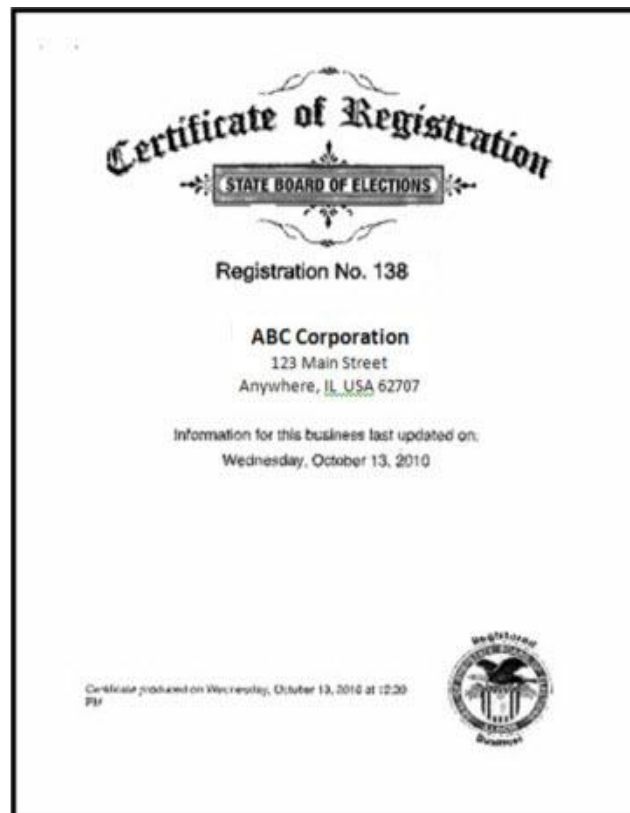 Certificate of Registration
STATE BOARD OF ELECTIONS
Registration No. 138
ABC Corporation
123 Main Street
Anywhere, IL USA 62707
Information for this business last updated on:
Wednesday, October 13, 2010
Certificate produced on Wednesday, October 13, 2010 at 12:30
PM
Registered
Business